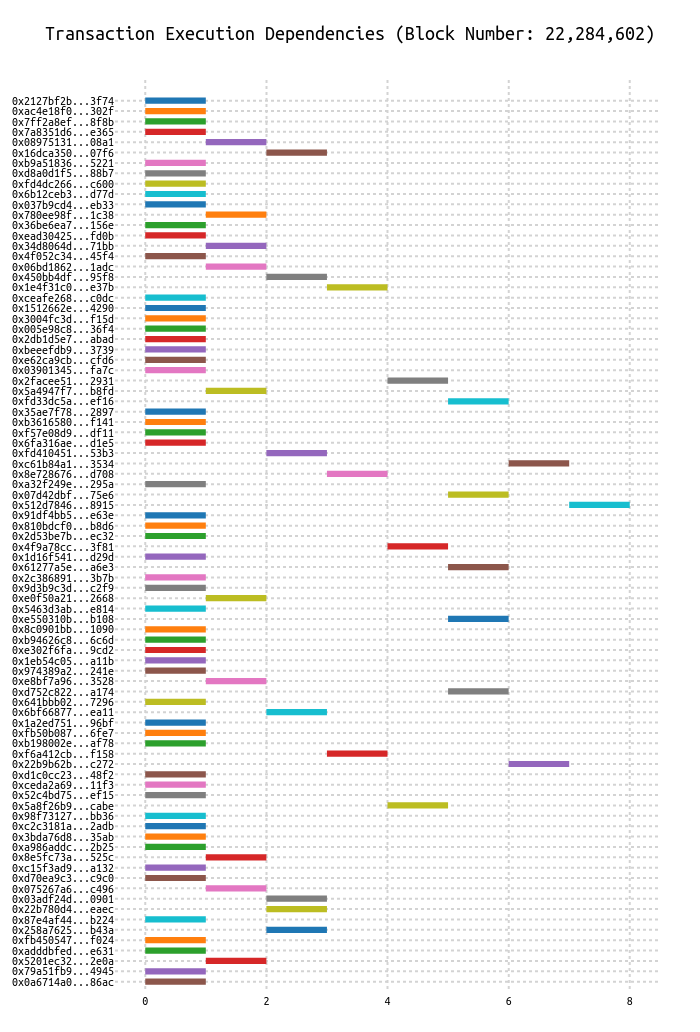 Transaction Execution Dependencies (Block Number: 22,284,602)
0x2127bf2b...3f74
0xac4e18f0...302f
0x7ff2a8ef...8f8b
0x7a8351d6...e365
0x08975131...08a1
0x16dca350...07f6
0xb9a51836...5221
0xd8a0d1f5...88b7
0xfd4dc266...c600
0x6b12ceb3...d77d
0x037b9cd4...eb33
0x780ee98f...1c38
0x36be6ea7...156e
0xead30425...fd0b
0x34d8064d...71bb
0x4f052c34...45f4
0x06bd1862...1adc
0x450bb4df...95f8
0x1e4f31c0...e37b
0xceafe268...c0dc
0x1512662e...4290
0x3004fc3d...f15d
0x005e98c8...36f4
0x2db1d5e7...abad
0xbeeefdb9...3739
0xe62ca9cb...cfd6
0x03901345...fa7c
0x2facee51...2931
0x5a4947f7...b8fd
0xfd33dc5a...ef16
0x35ae7f78...2897
0xb3616580...f141
0xf57e08d9...df11
0x6fa316ae...d1e5
0xfd410451...53b3
0xc61b84a1...3534
0x8e728676...d708
0xa32f249e...295a
0x07d42dbf...75e6
0x512d7846...8915
0x91df4bb5...e63e
0x810bdcf0...b8d6
0x2d53be7b...ec32
0x4f9a78cc...3f81
0x1d16f541...d29d
0x61277a5e...a6e3
0x2c386891...3b7b
0x9d3b9c3d...c2f9
0xe0f50a21...2668
0x5463d3ab...e814
0xe550310b...b108
0x8c0901bb...1090
0xb94626c8...6c6d
0xe302f6fa...9cd2
0x1eb54c05...a11b
0x974389a2...241e
0xe8bf7a96...3528
0xd752c822...a174
0x641bbb02...7296
0x6bf66877...ea11
0x1a2ed751...96bf
0xfb50b087...6fe7
0xb198002e...af78
0xf6a412cb...f158
0x22b9b62b...c272
0xd1c0cc23...48f2
0xceda2a69...11f3
0x52c4bd75...ef15
0x5a8f26b9...cabe
0x98f73127...bb36
0xc2c3181a...2adb
0x3bda76d8...35ab
0xa986addc...2b25
0x8e5fc73a...525c
0xc15f3ad9...a132
0xd70ea9c3...c9c0
0x075267a6...c496
0x03adf24d...0901
0x22b780d4...eaec
0x87e4af44...b224
0x258a7625...b43a
0xfb450547...f024
0xadddbfed...e631
0x5201ec32...2e0a
0x79a51fb9...4945
0x0a6714a0...86ac
0 2 4 6 8